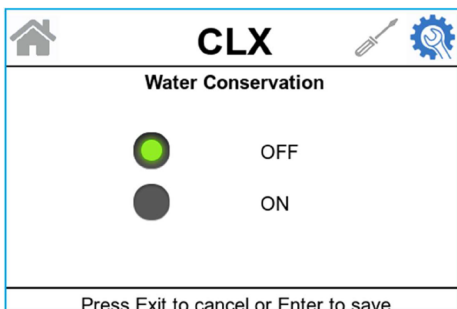 CLX
Water Conservation
OFF
ON
Press Exit to cancel or Enter to save